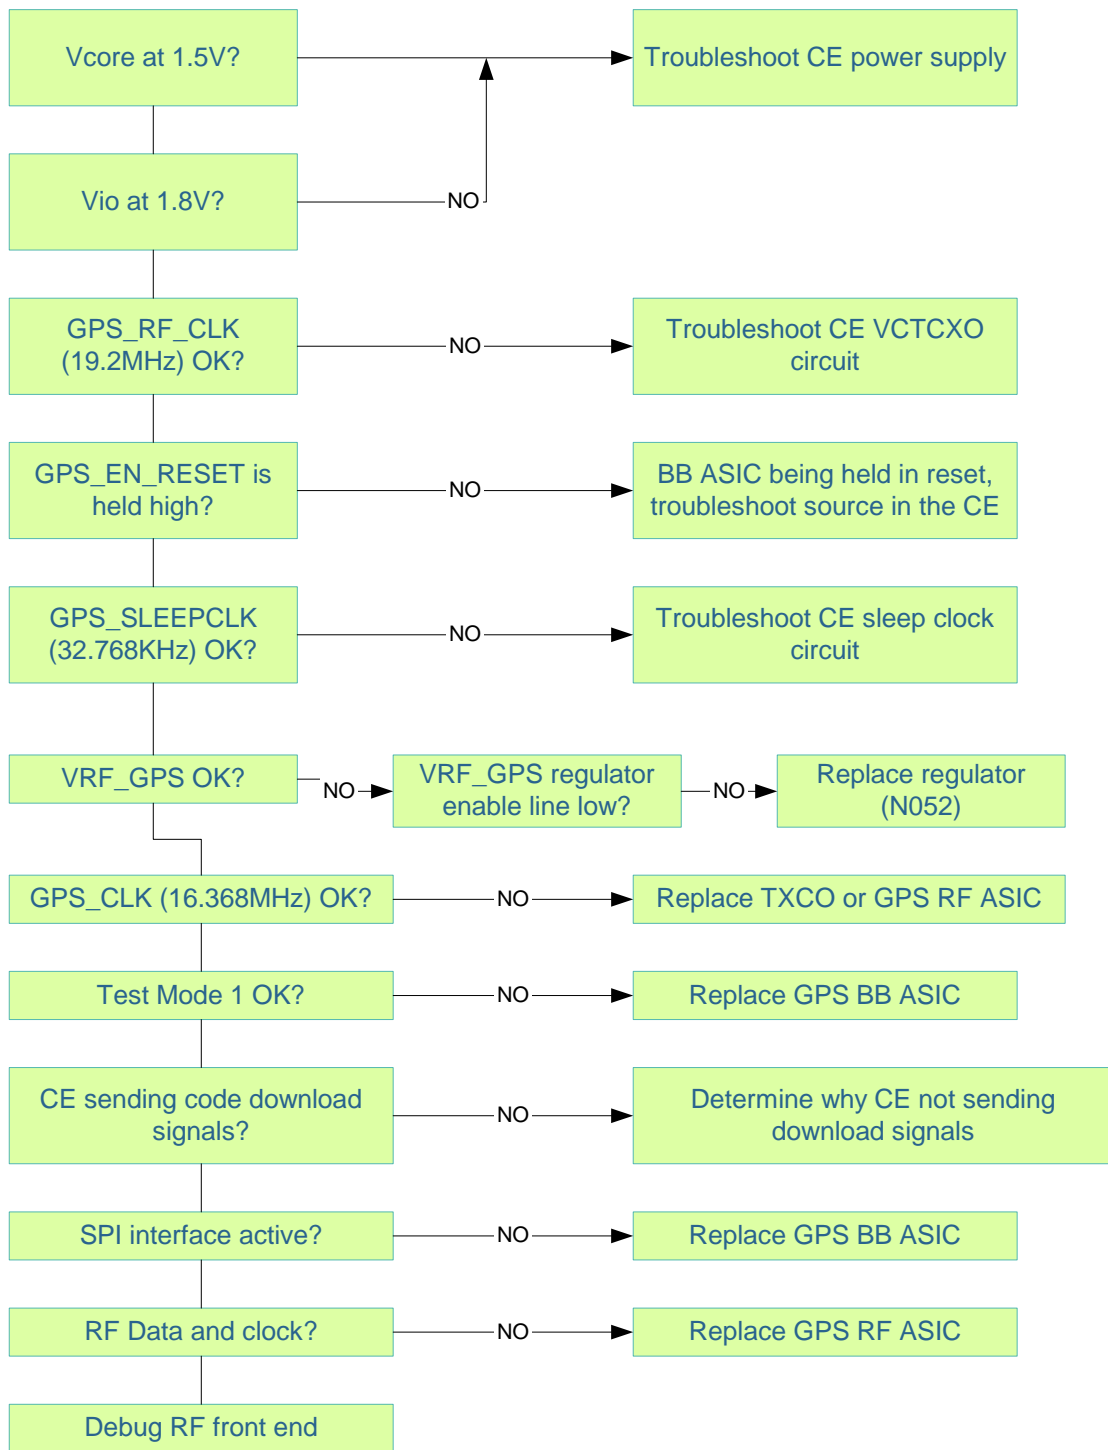 Vcore at 1.5V?
Troubleshoot CE power supply
Vio at 1.8V?
NO
GPS_RF_CLK
(19.2MHz) OK?
NO
Troubleshoot CE VCTCXO
circuit
GPS_EN_RESET is
held high?
NO
BB ASIC being held in reset,
troubleshoot source in the CE
GPS_SLEEPCLK
(32.768KHz) OK?
NO
Troubleshoot CE sleep clock
circuit
VRF_GPS OK?
NO
VRF_GPS regulator
enable line low?
NO
Replace regulator
(N052)
GPS_CLK (16.368MHz) OK?
NO
Replace TXCO or GPS RF ASIC
Test Mode 1 OK?
NO
Replace GPS BB ASIC
CE sending code download
signals?
NO
Determine why CE not sending
download signals
SPI interface active?
NO
Replace GPS BB ASIC
RF Data and clock?
NO
Replace GPS RF ASIC
Debug RF front end